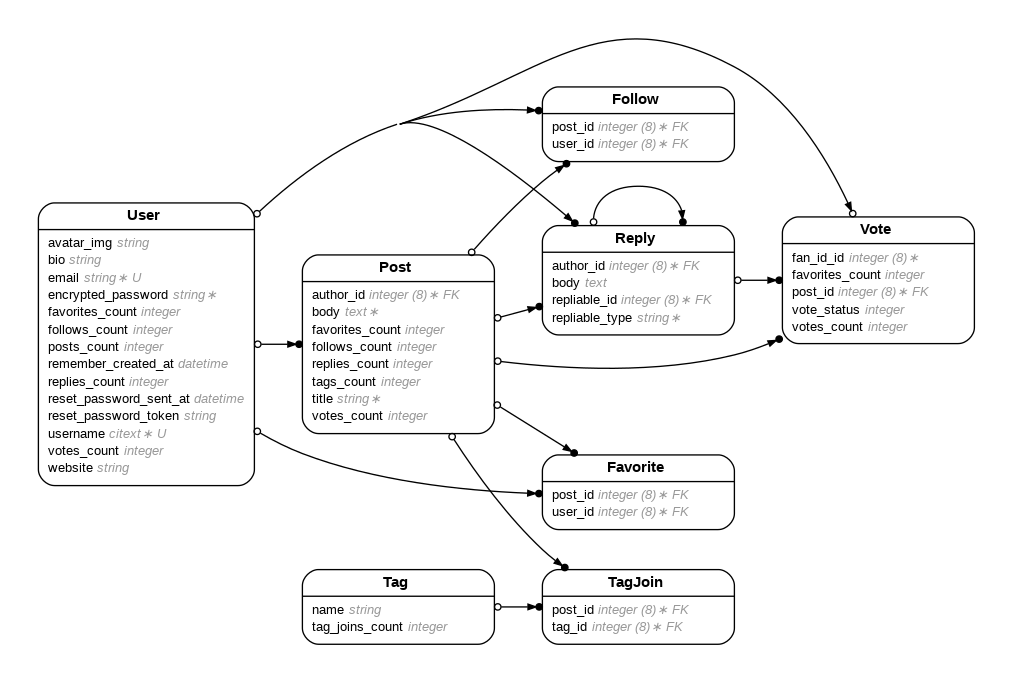 Follow
post_id integer (8)∗ FK
user_id integer (8)∗ FK
User
avatar_img string
bio string
email string∗ U
encrypted_password string∗
favorites_count integer
follows_count integer
posts_count integer
remember_created_at datetime
replies_count integer
reset_password_sent_at datetime
reset_password_token string
username citext∗ U
votes_count integer
website string
Post
author_id integer (8)∗ FK
body text∗
favorites_count integer
follows_count integer
replies_count integer
tags_count integer
title string∗
votes_count integer
Reply
author_id integer (8)∗ FK
body text
repliable_id integer (8)∗ FK
repliable_type string∗
Vote
fan_id_id integer (8)∗
favorites_count integer
post_id integer (8)∗ FK
vote_status integer
votes_count integer
Favorite
post_id integer (8)∗ FK
user_id integer (8)∗ FK
Tag
name string
tag_joins_count integer
TagJoin
post_id integer (8)∗ FK
tag_id integer (8)∗ FK